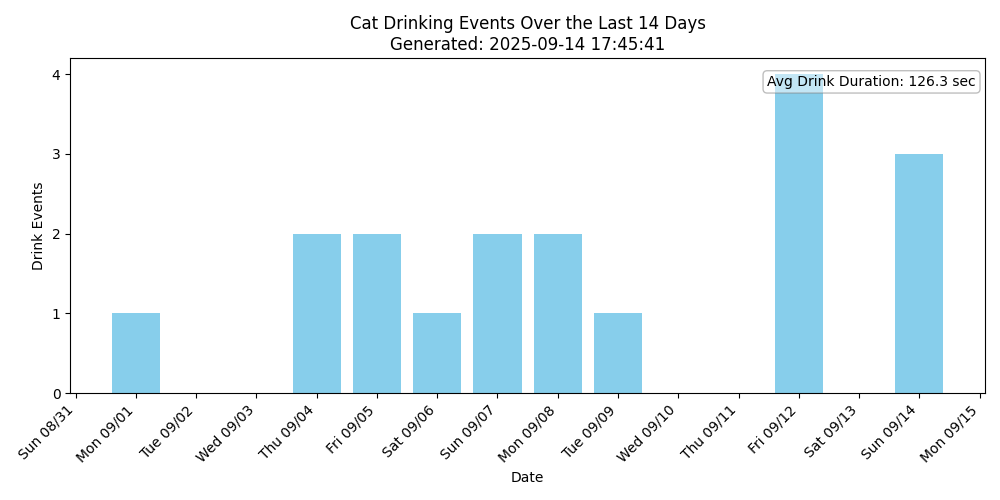 Cat Drinking Events Over the Last 14 Days
Generated: 2025-09-14 17:45:41
Avg Drink Duration: 126.3 sec
Drink Events
4
3
2
1
0
Sun 08/31
Mon 09/01
Tue 09/02
Wed 09/03
Thu 09/04
Fri 09/05
Sat 09/06
Sun 09/07
Mon 09/08
Tue 09/09
Wed 09/10
Thu 09/11
Fri 09/12
Sat 09/13
Sun 09/14
Mon 09/15
Date